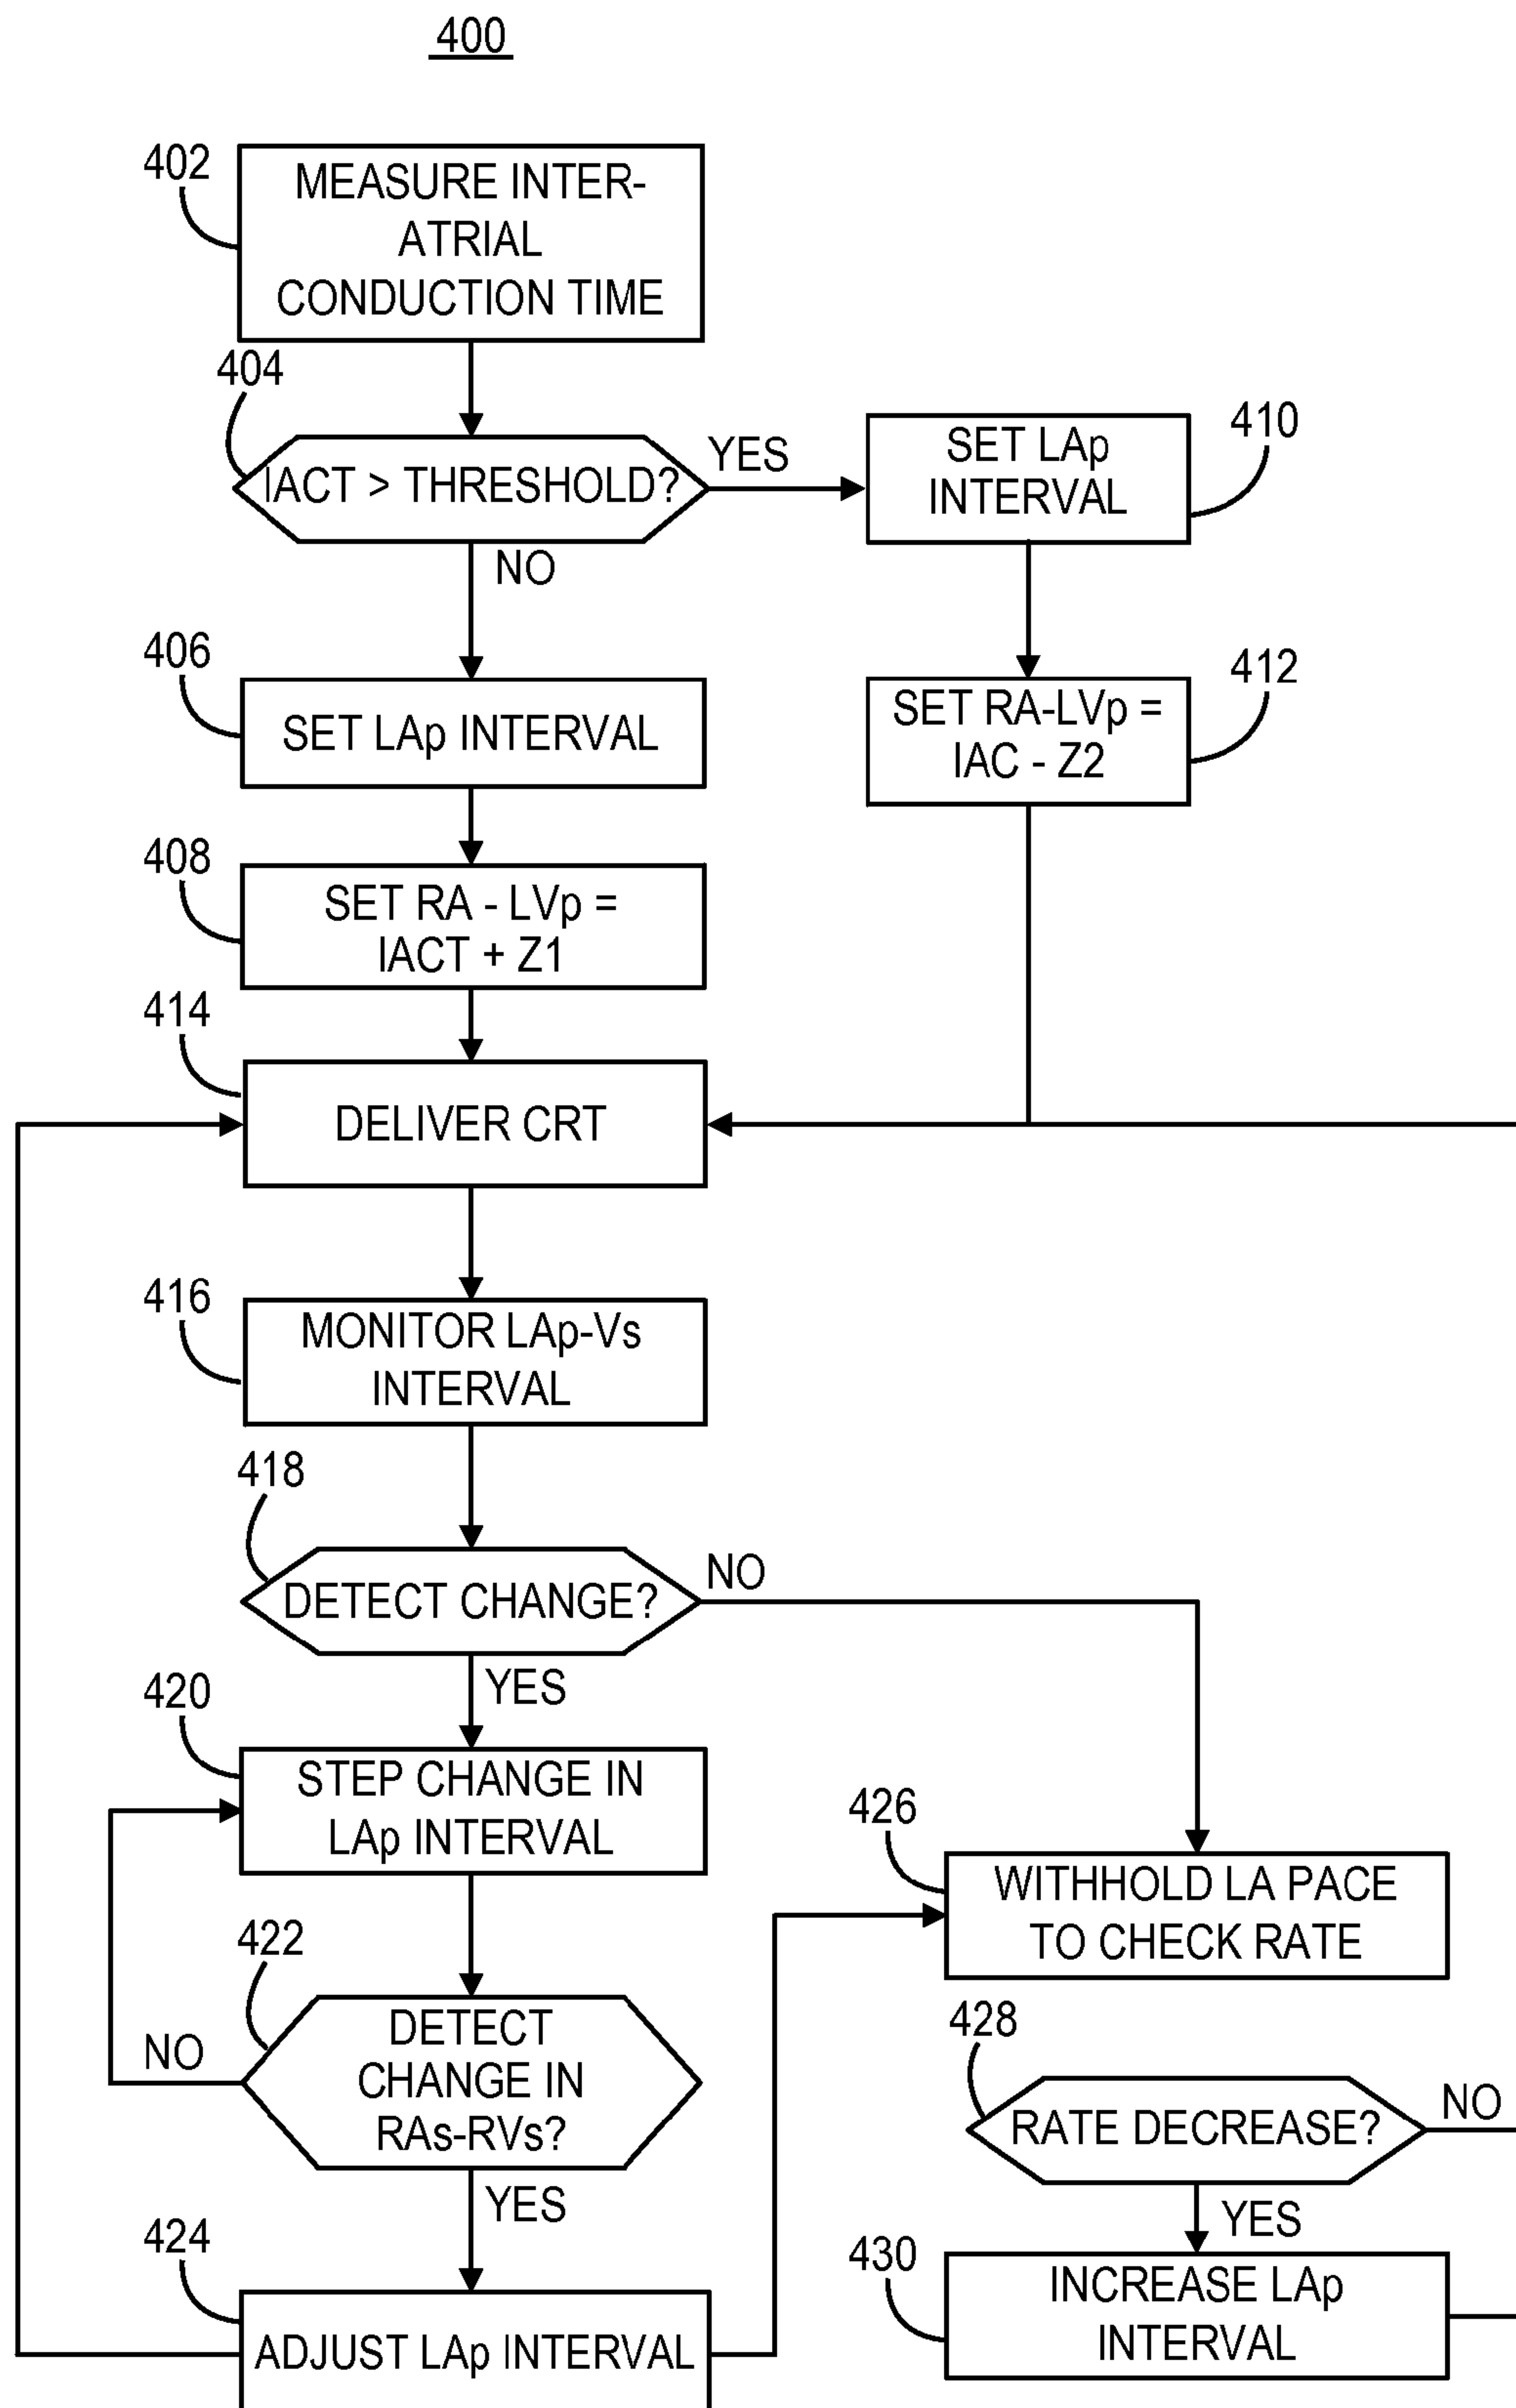 400
402
MEASURE INTER-
ATRIAL
CONDUCTION TIME
404
IACT > THRESHOLD?
YES
NO
410
SET LAp
INTERVAL
406
SET LAp INTERVAL
412
SET RA-LVp =
IAC - Z2
408
SET RA - LVp =
IACT + Z1
414
DELIVER CRT
416
MONITOR LAp-Vs
INTERVAL
418
DETECT CHANGE?
NO
YES
420
STEP CHANGE IN
LAp INTERVAL
422
DETECT
CHANGE IN
RAs-RVs?
NO
YES
424
ADJUST LAp INTERVAL
426
WITHHOLD LA PACE
TO CHECK RATE
428
RATE DECREASE?
NO
YES
430
INCREASE LAp
INTERVAL